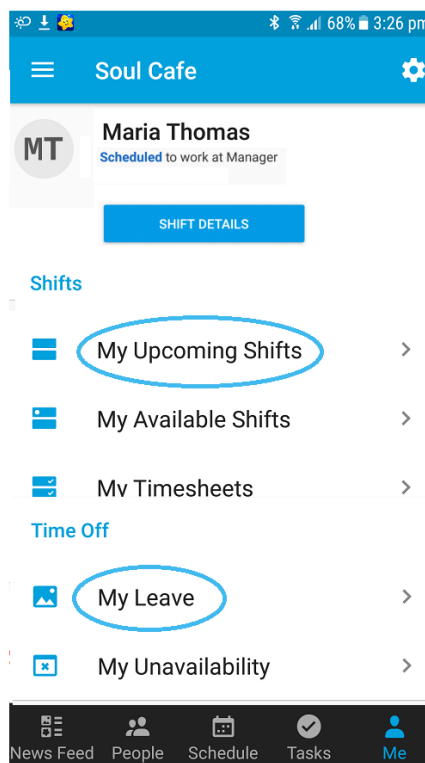 68% 3:26 pm
Soul Cafe
MT
Maria Thomas
Scheduled to work at Manager
SHIFT DETAILS
Shifts
My Upcoming Shifts
My Available Shifts
My Timesheets
Time Off
My Leave
My Unavailability
News Feed People Schedule Tasks Me